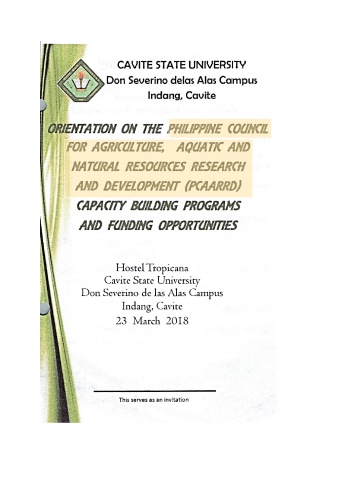 CAVITE STATE UNIVERSITY
Don Severino delas Alas Campus
Indang, Cavite
ORIENTATION ON THE PHILIPPINE COUNCIL
FOR AGRICULTURE, AQUATIC AND
NATURAL RESOURCES RESEARCH
AND DEVELOPMENT (PCAARRD)
CAPACITY BUILDING PROGRAMS
AND FUNDING OPPORTUNITIES
Hostel Tropicana
Cavite State University
Don Severino de las Alas Campus
Indang, Cavite
23 March 2018
This serves as an invitation